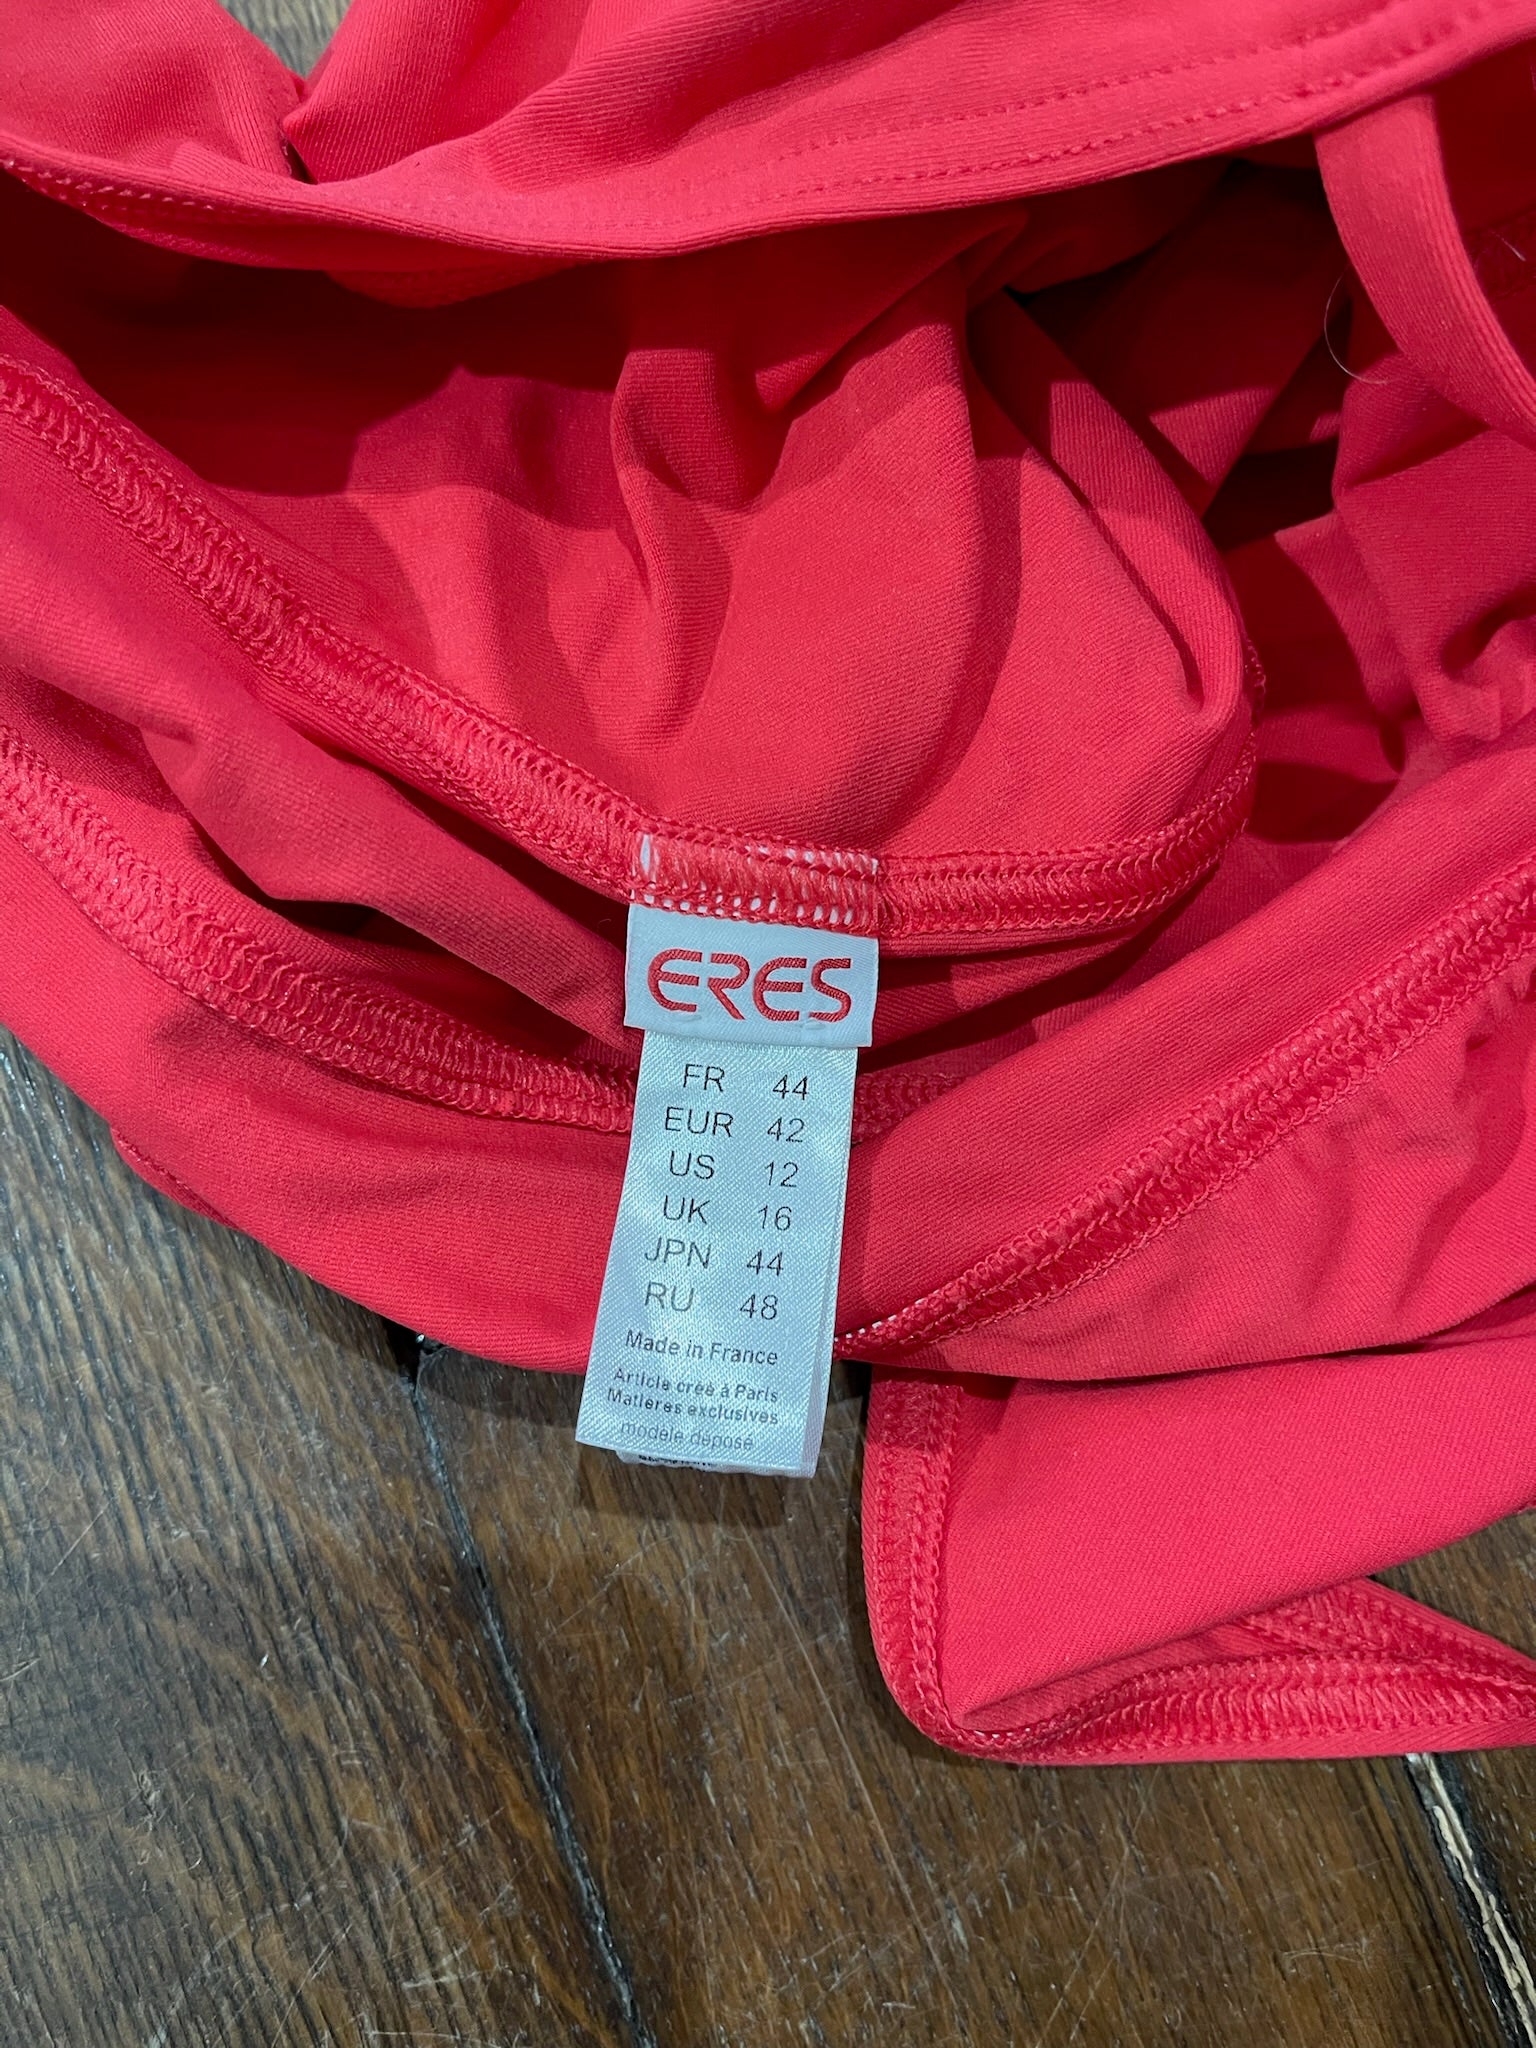 ERES
FR 44
EUR 42
US 12
UK 16
JPN 44
RU 48
Made in France
Article créé à Paris
Matières exclusives
modèle déposé